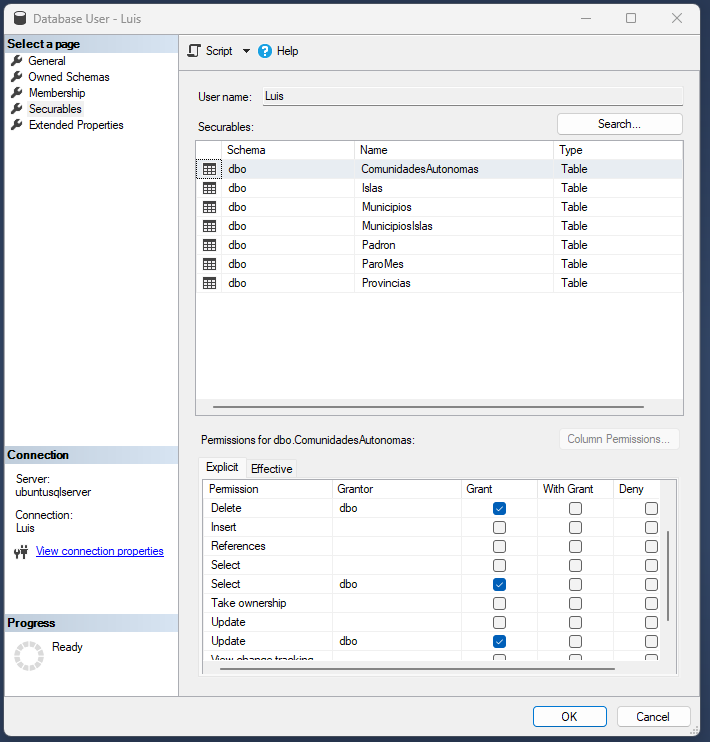 Database User - Luis
Select a page
General
Owned Schemas
Membership
Securables
Extended Properties
Connection
Server:
ubuntusqlserver
Connection:
Luis
View connection properties
Progress
Ready
Script Help
User name: Luis
Securables: Search...
Schema Name Type
dbo ComunidadesAutonomas Table
dbo Islas Table
dbo Municipios Table
dbo MunicipiosIslas Table
dbo Padron Table
dbo ParoMes Table
dbo Provincias Table
Permissions for dbo.ComunidadesAutonomas: Column Permissions...
Explicit Effective
Permission Grantor Grant With Grant Deny
Delete dbo
Insert
References
Select
Select dbo
Take ownership
Update
Update dbo
View change tracking
OK Cancel